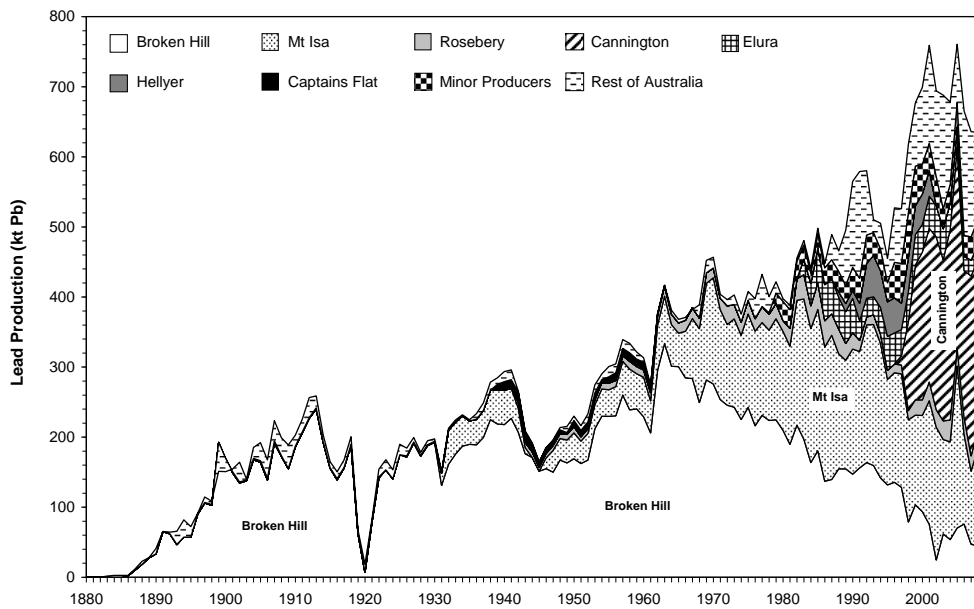 800
700
600
500
400
300
200
100
0
Lead Production (kt Pb)
Broken Hill Mt Isa Rosebery Cannington Elura
Hellyer Captains Flat Minor Producers Rest of Australia
Cannington
Mt Isa
Broken Hill Broken Hill
1880 1890 1900 1910 1920 1930 1940 1950 1960 1970 1980 1990 2000